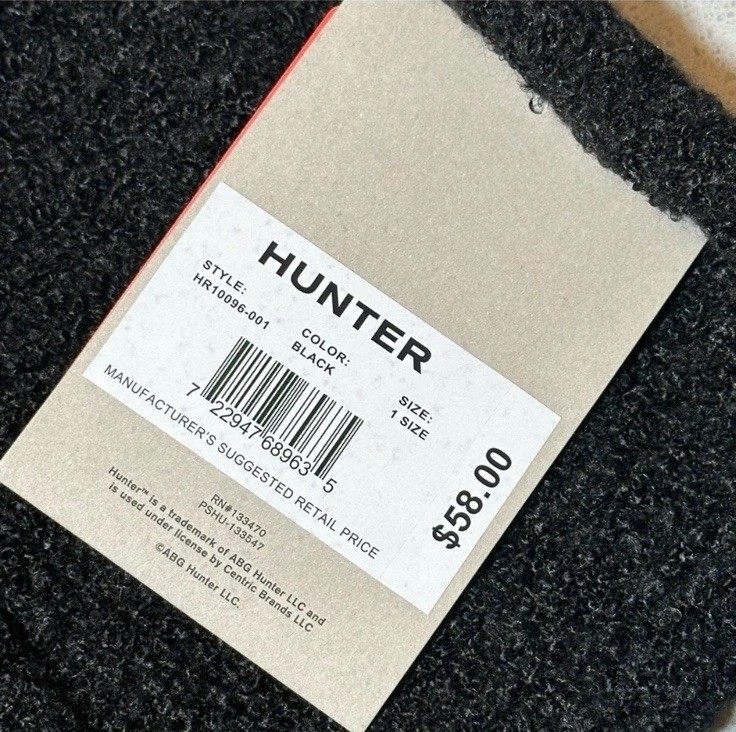 HUNTER
STYLE:
HR10096-001
COLOR:
BLACK
SIZE:
1 SIZE
7 22947 68963 5
MANUFACTURER'S SUGGESTED RETAIL PRICE
$58.00
RN#133470
PSHU-133547
Hunter™ is a trademark of ABG Hunter LLC and
is used under license by Centric Brands LLC
©ABG Hunter LLC.